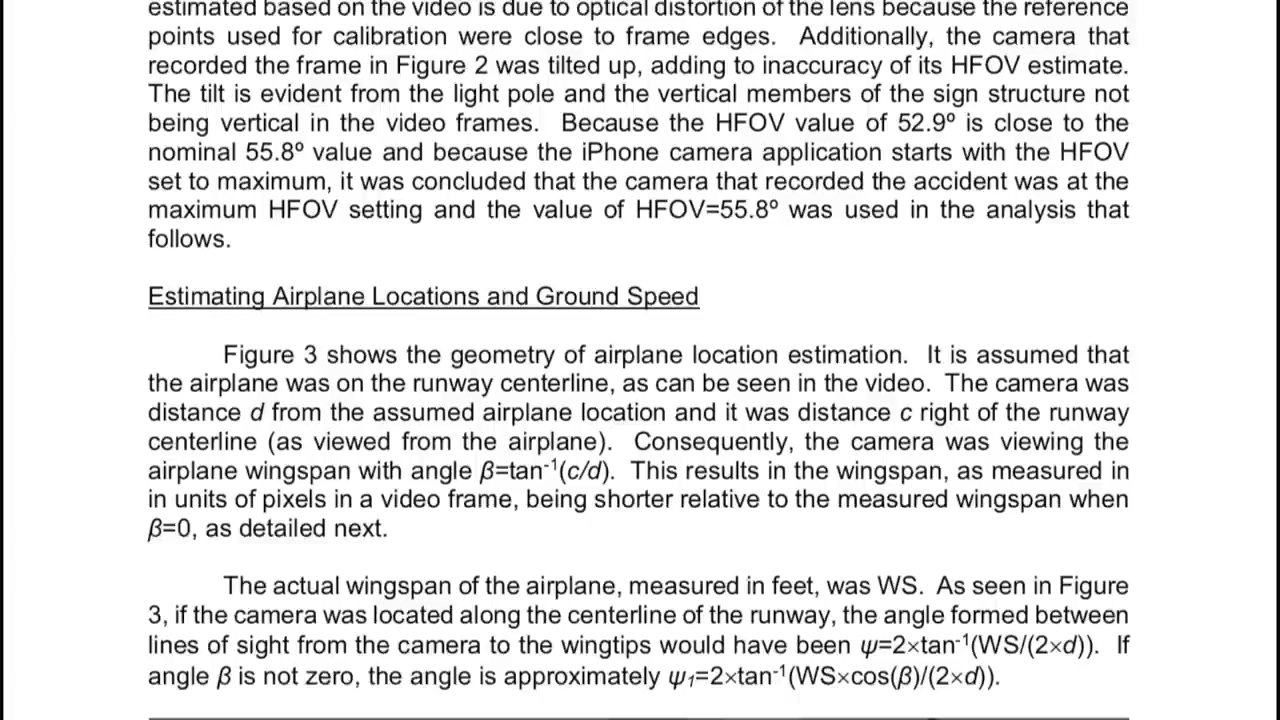 estimated based on the video is due to optical distortion of the lens because the reference
points used for calibration were close to frame edges. Additionally, the camera that
recorded the frame in Figure 2 was tilted up, adding to inaccuracy of its HFOV estimate.
The tilt is evident from the light pole and the vertical members of the sign structure not
being vertical in the video frames. Because the HFOV value of 52.9º is close to the
nominal 55.8º value and because the iPhone camera application starts with the HFOV
set to maximum, it was concluded that the camera that recorded the accident was at the
maximum HFOV setting and the value of HFOV=55.8º was used in the analysis that
follows.
Estimating Airplane Locations and Ground Speed
Figure 3 shows the geometry of airplane location estimation. It is assumed that
the airplane was on the runway centerline, as can be seen in the video. The camera was
distance d from the assumed airplane location and it was distance c right of the runway
centerline (as viewed from the airplane). Consequently, the camera was viewing the
airplane wingspan with angle β=tan⁻¹(c/d). This results in the wingspan, as measured in
in units of pixels in a video frame, being shorter relative to the measured wingspan when
β=0, as detailed next.
The actual wingspan of the airplane, measured in feet, was WS. As seen in Figure
3, if the camera was located along the centerline of the runway, the angle formed between
lines of sight from the camera to the wingtips would have been ψ=2×tan⁻¹(WS/(2×d)). If
angle β is not zero, the angle is approximately ψ₁=2×tan⁻¹(WS×cos(β)/(2×d)).